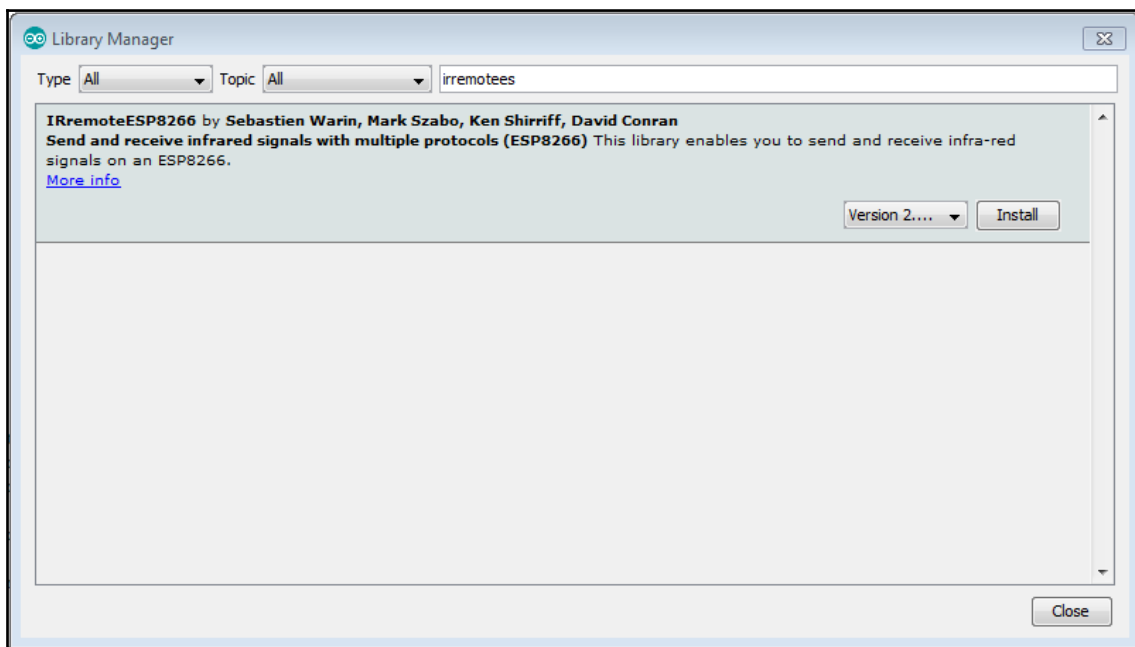 Library Manager
Type All Topic All irremotees
IRremoteESP8266 by Sebastien Warin, Mark Szabo, Ken Shirriff, David Conran
Send and receive infrared signals with multiple protocols (ESP8266) This library enables you to send and receive infra-red
signals on an ESP8266.
More info
Version 2.... Install
Close